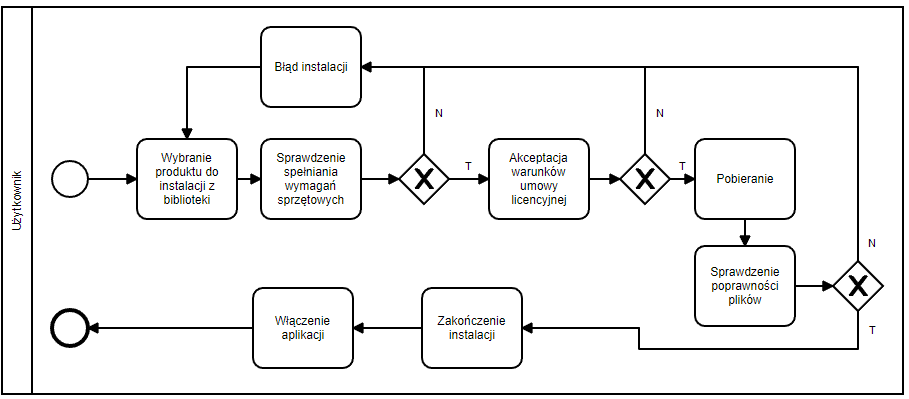 Użytkownik
Błąd instalacji
N
N
Wybranie
produktu do
instalacji z
biblioteki
Sprawdzenie
spełniania
wymagań
sprzętowych
T
Akceptacja
warunków
umowy
licencyjnej
T
Pobieranie
N
Sprawdzenie
poprawności
plików
T
Zakończenie
instalacji
Włączenie
aplikacji